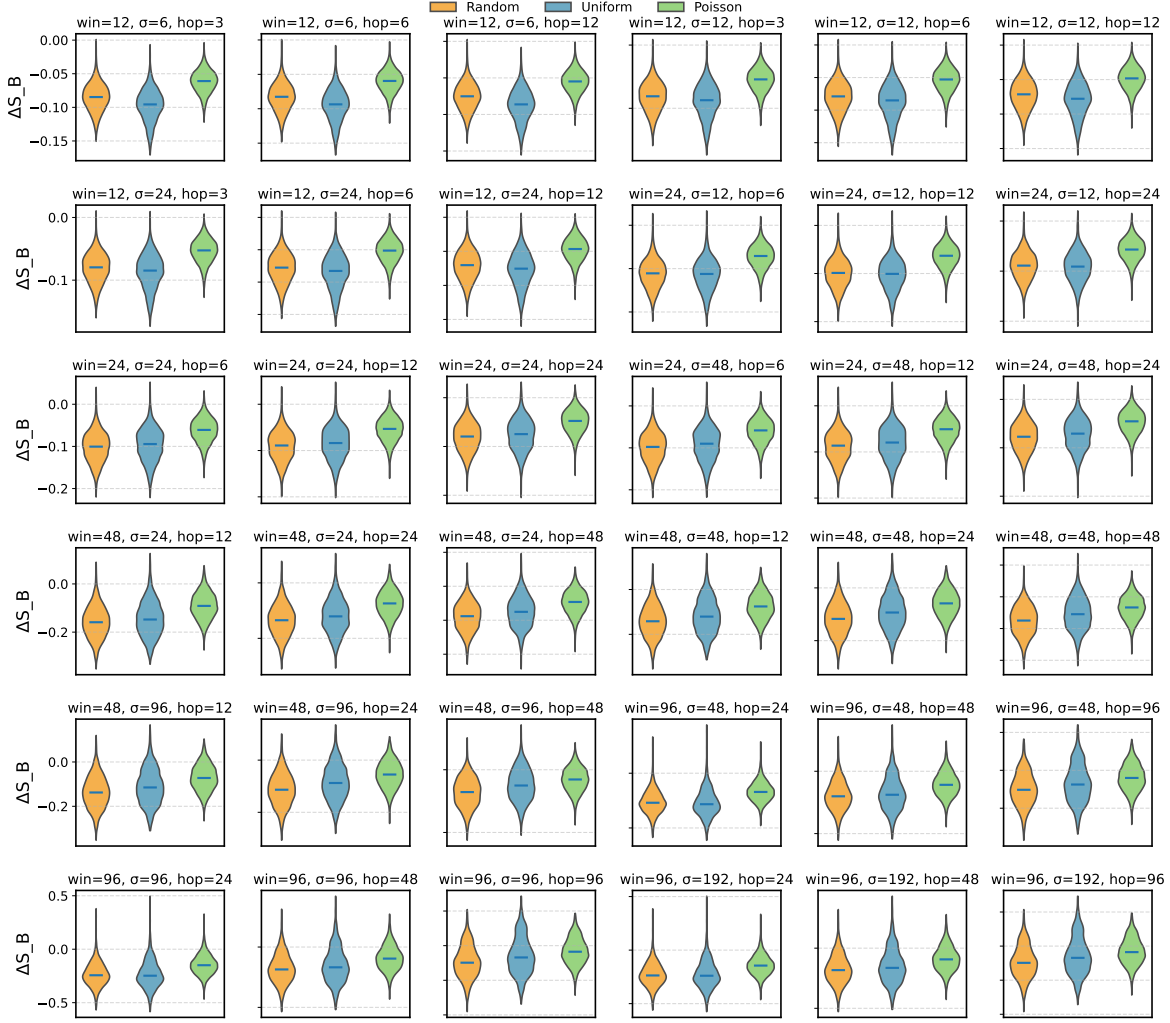 Random Uniform Poisson
win=12, σ=6, hop=3 win=12, σ=6, hop=6 win=12, σ=6, hop=12 win=12, σ=12, hop=3 win=12, σ=12, hop=6 win=12, σ=12, hop=12
0.00
−0.05
−0.10
−0.15
ΔS_B
win=12, σ=24, hop=3 win=12, σ=24, hop=6 win=12, σ=24, hop=12 win=24, σ=12, hop=6 win=24, σ=12, hop=12 win=24, σ=12, hop=24
0.0
−0.1
ΔS_B
win=24, σ=24, hop=6 win=24, σ=24, hop=12 win=24, σ=24, hop=24 win=24, σ=48, hop=6 win=24, σ=48, hop=12 win=24, σ=48, hop=24
0.0
−0.1
−0.2
ΔS_B
win=48, σ=24, hop=12 win=48, σ=24, hop=24 win=48, σ=24, hop=48 win=48, σ=48, hop=12 win=48, σ=48, hop=24 win=48, σ=48, hop=48
0.0
−0.2
ΔS_B
win=48, σ=96, hop=12 win=48, σ=96, hop=24 win=48, σ=96, hop=48 win=96, σ=48, hop=24 win=96, σ=48, hop=48 win=96, σ=48, hop=96
0.0
−0.2
ΔS_B
win=96, σ=96, hop=24 win=96, σ=96, hop=48 win=96, σ=96, hop=96 win=96, σ=192, hop=24 win=96, σ=192, hop=48 win=96, σ=192, hop=96
0.5
0.0
−0.5
ΔS_B